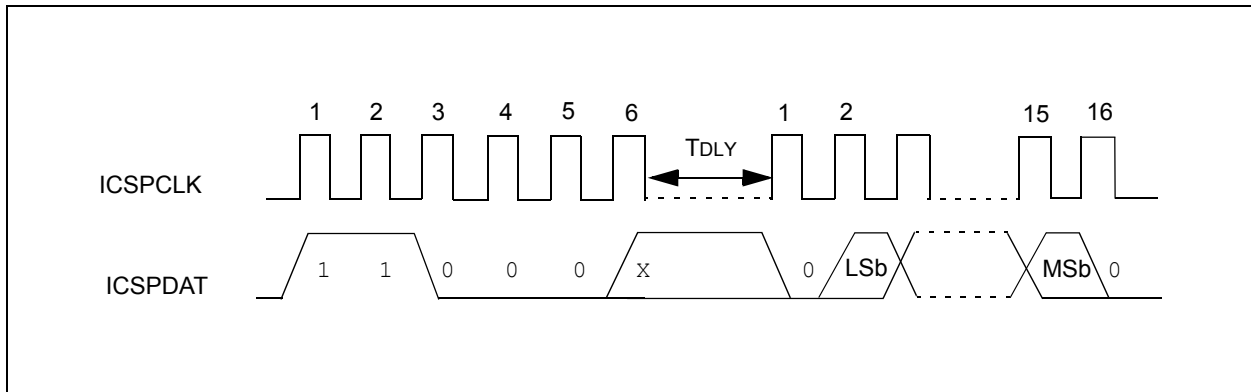 1 2 3 4 5 6 1 2 15 16
TDLY
ICSPCLK
ICSPDAT 1 1 0 0 0 X 0 LSb MSb 0